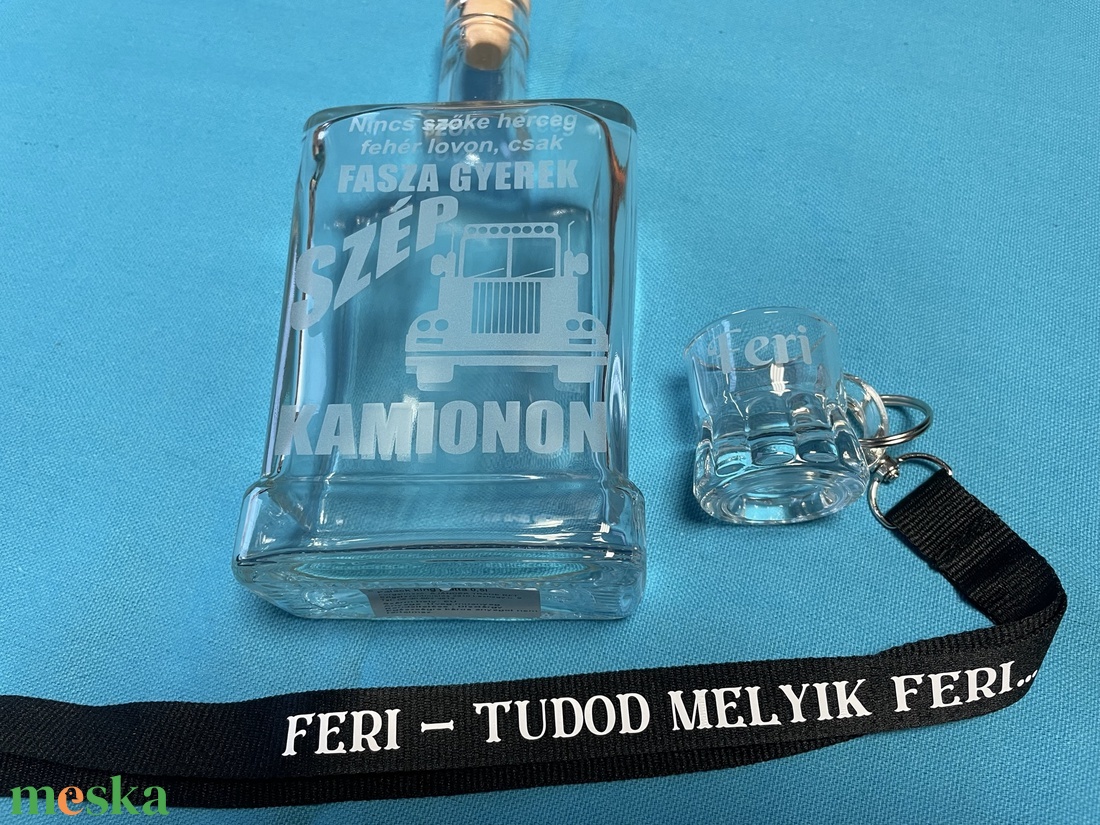 Nincs szőke herceg
fehér lovon, csak
FASZA GYEREK
SZÉP
KAMIONON
Feri
FERI – TUDOD MELYIK FERI...
meska